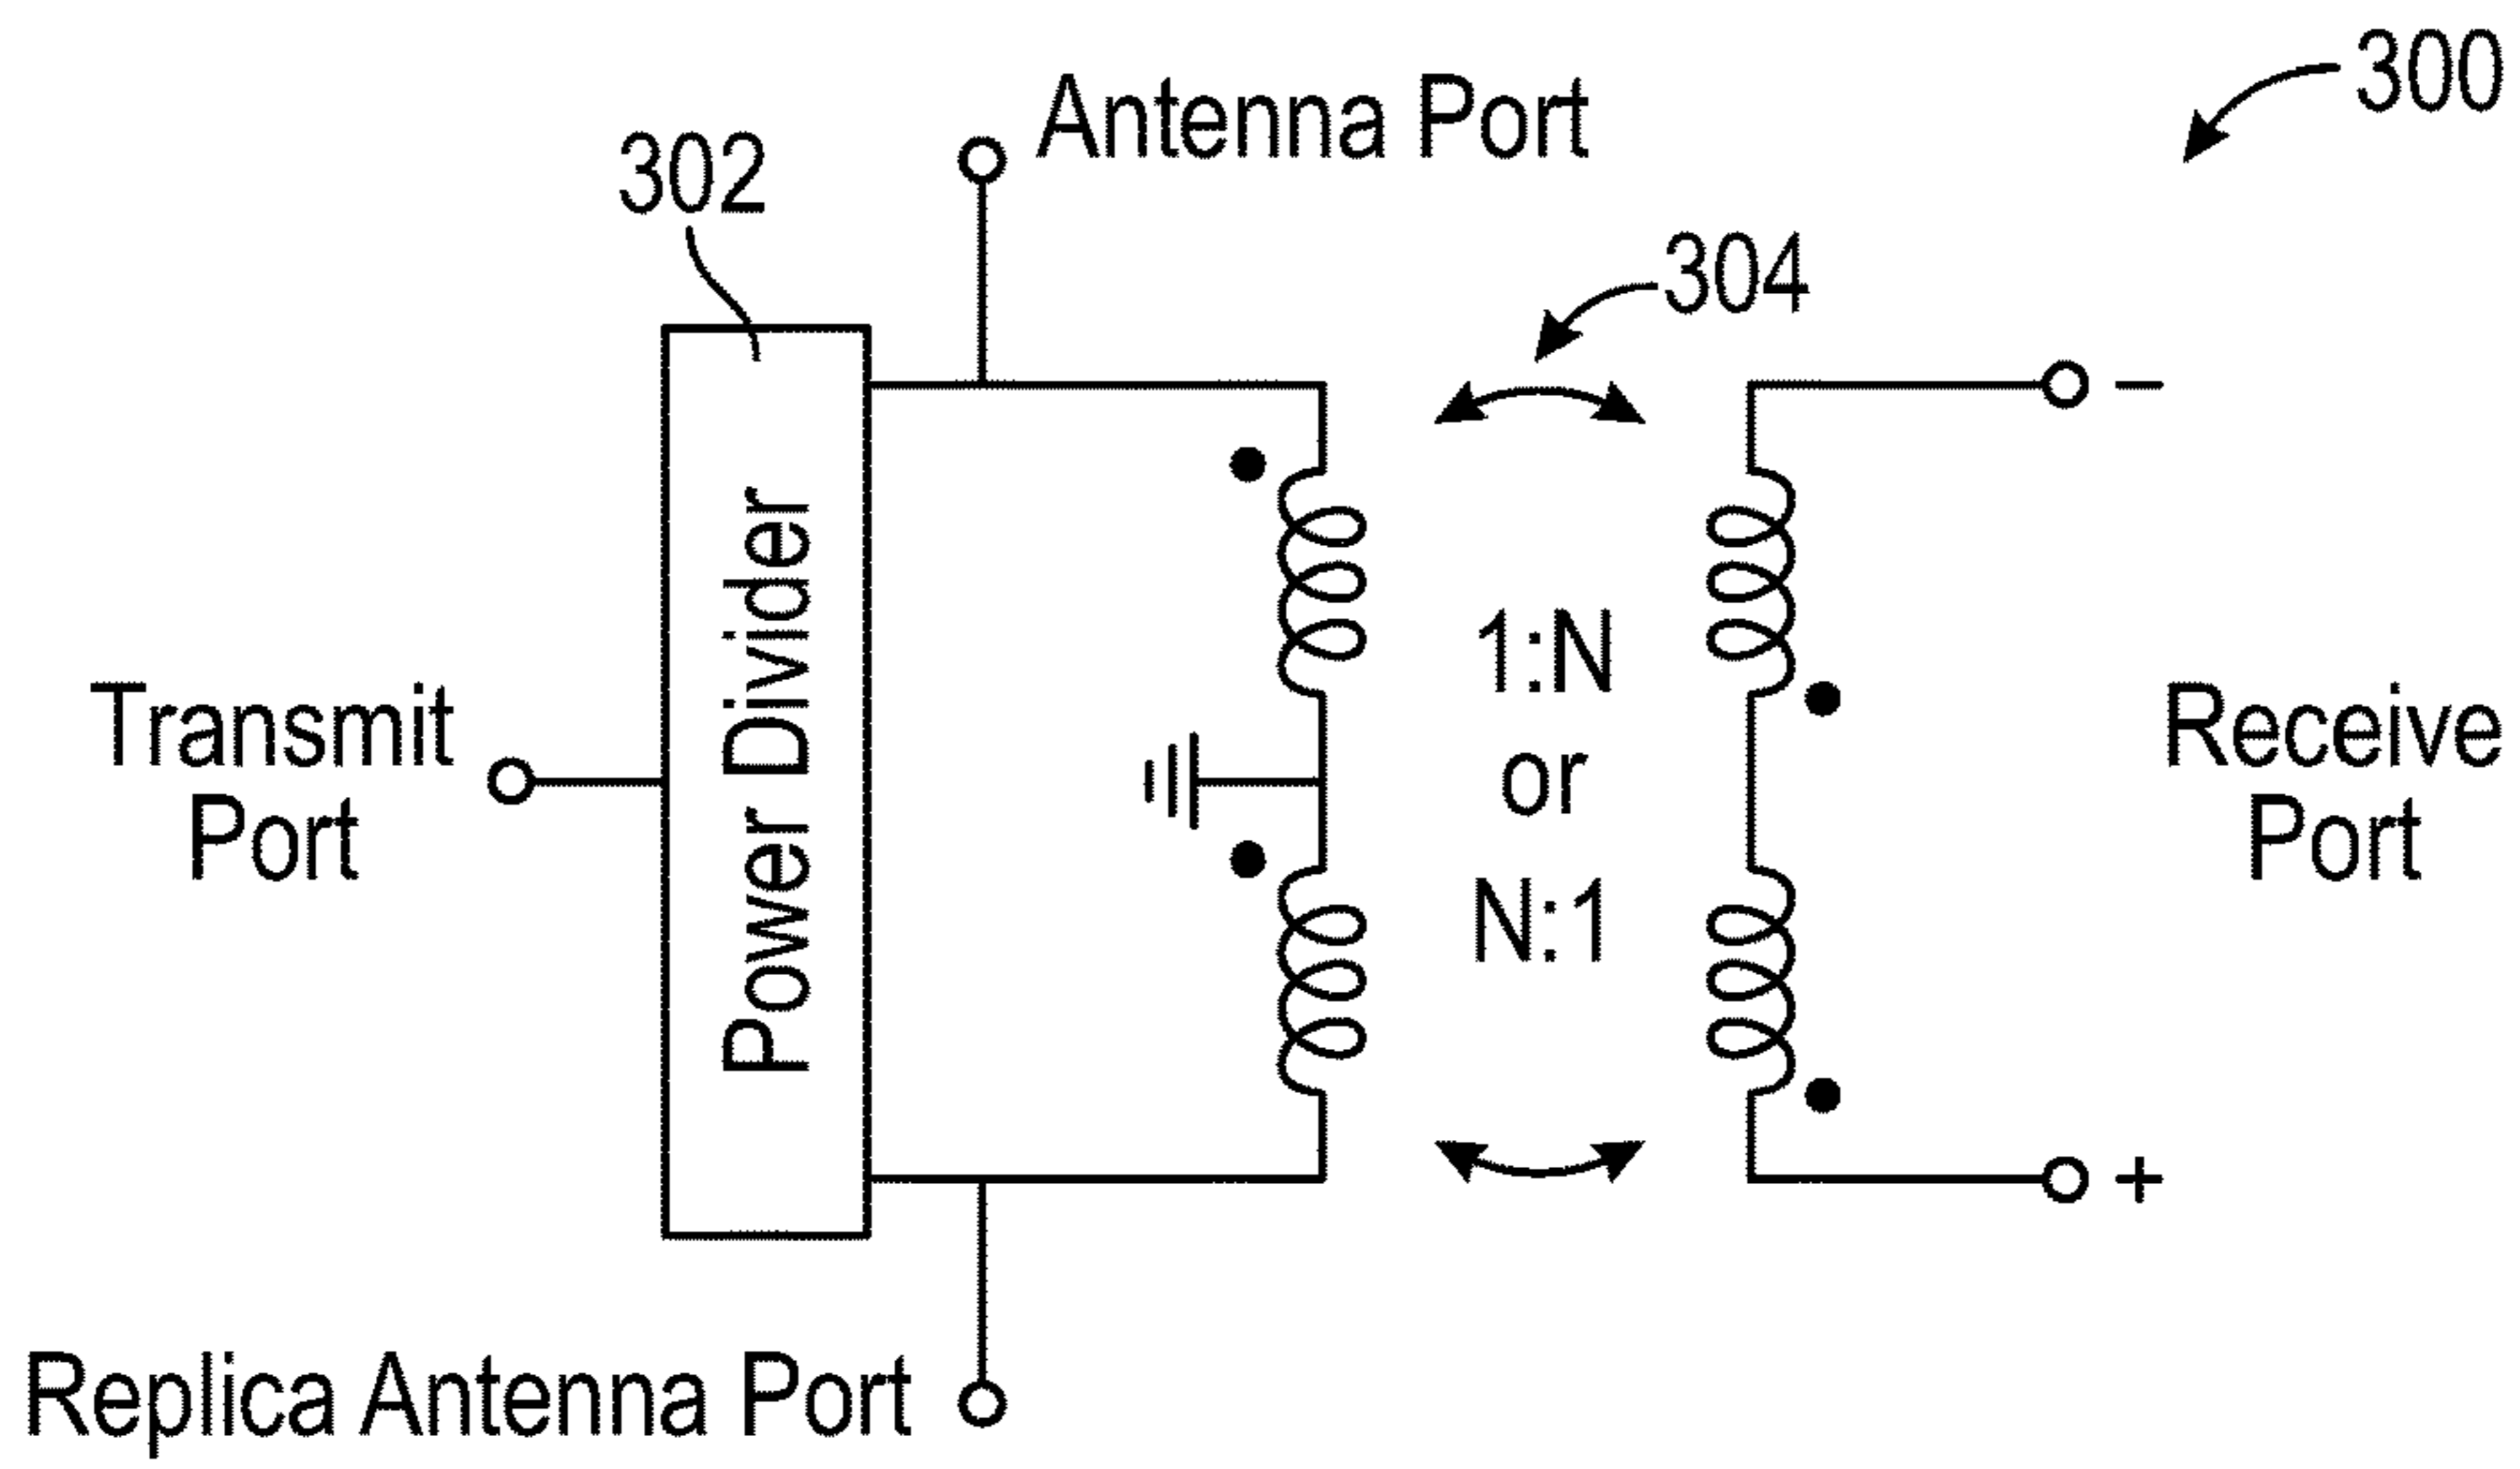 300
Antenna Port
302
304
−
Power Divider
1:N
or
N:1
Transmit
Port
Receive
Port
+
Replica Antenna Port